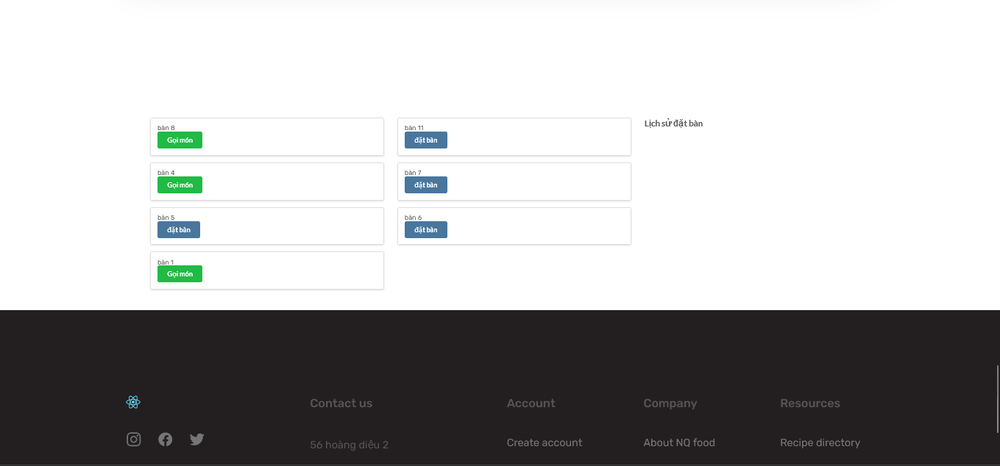 bàn 8
Gọi món
bàn 4
Gọi món
bàn 5
đặt bàn
bàn 1
Gọi món
bàn 11
đặt bàn
bàn 7
đặt bàn
bàn 6
đặt bàn
Lịch sử đặt bàn
Contact us
56 hoàng diệu 2
Account
Create account
Company
About NQ food
Resources
Recipe directory